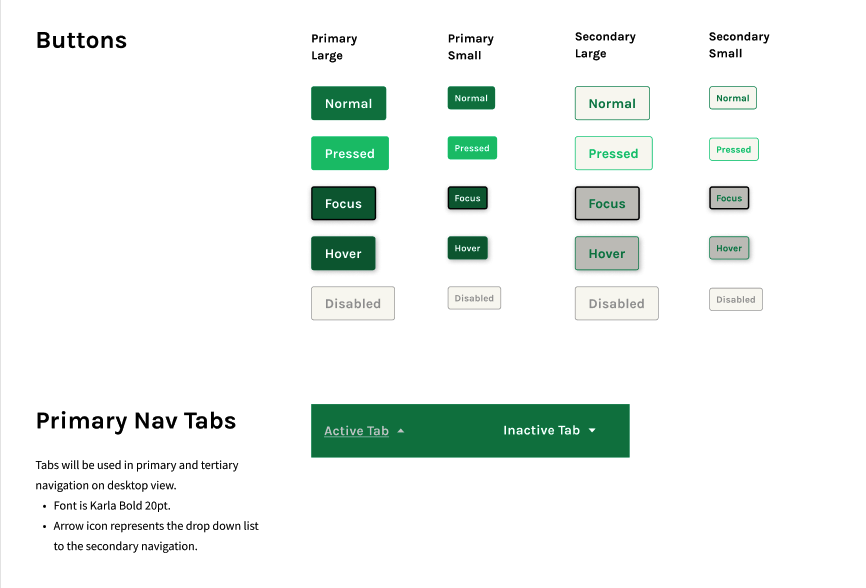 Buttons
Primary
Large
Primary
Small
Secondary
Large
Secondary
Small
Normal
Normal
Normal
Normal
Pressed
Pressed
Pressed
Pressed
Focus
Focus
Focus
Focus
Hover
Hover
Hover
Hover
Disabled
Disabled
Disabled
Disabled
Primary Nav Tabs
Active Tab
Inactive Tab
Tabs will be used in primary and tertiary
navigation on desktop view.
• Font is Karla Bold 20pt.
• Arrow icon represents the drop down list
to the secondary navigation.